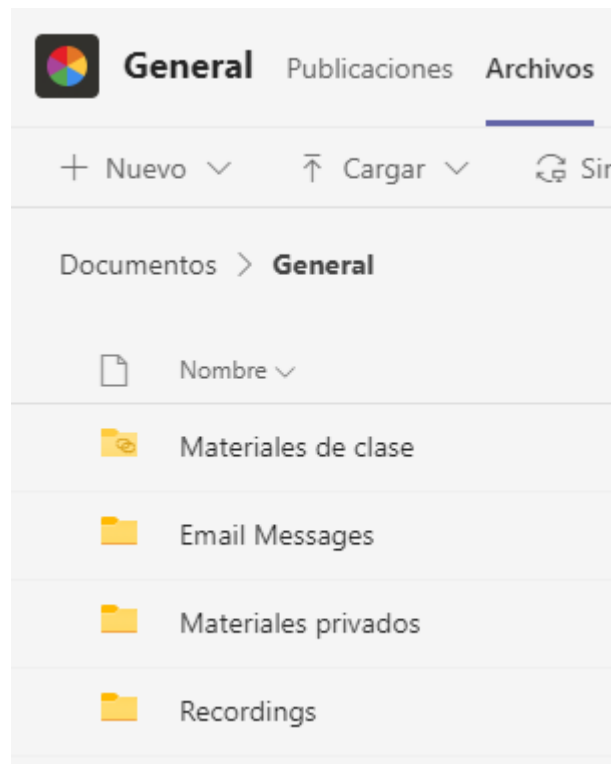 General Publicaciones Archivos
Nuevo Cargar
Documentos > General
Nombre
Materiales de clase
Email Messages
Materiales privados
Recordings